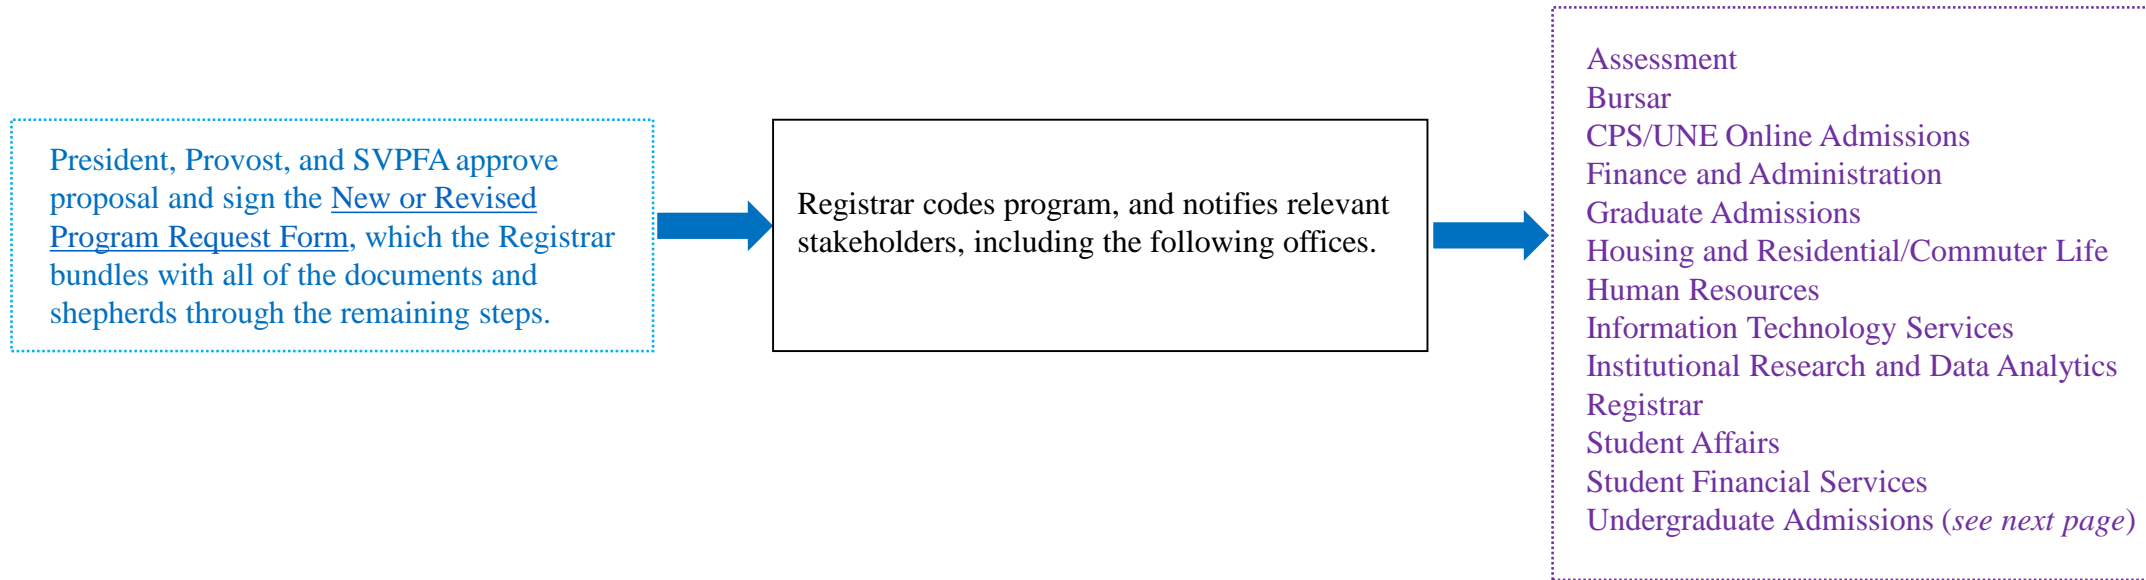 President, Provost, and SVPFA approve
proposal and sign the New or Revised
Program Request Form, which the Registrar
bundles with all of the documents and
shepherds through the remaining steps.
Registrar codes program, and notifies relevant
stakeholders, including the following offices.
Assessment
Bursar
CPS/UNE Online Admissions
Finance and Administration
Graduate Admissions
Housing and Residential/Commuter Life
Human Resources
Information Technology Services
Institutional Research and Data Analytics
Registrar
Student Affairs
Student Financial Services
Undergraduate Admissions (see next page)